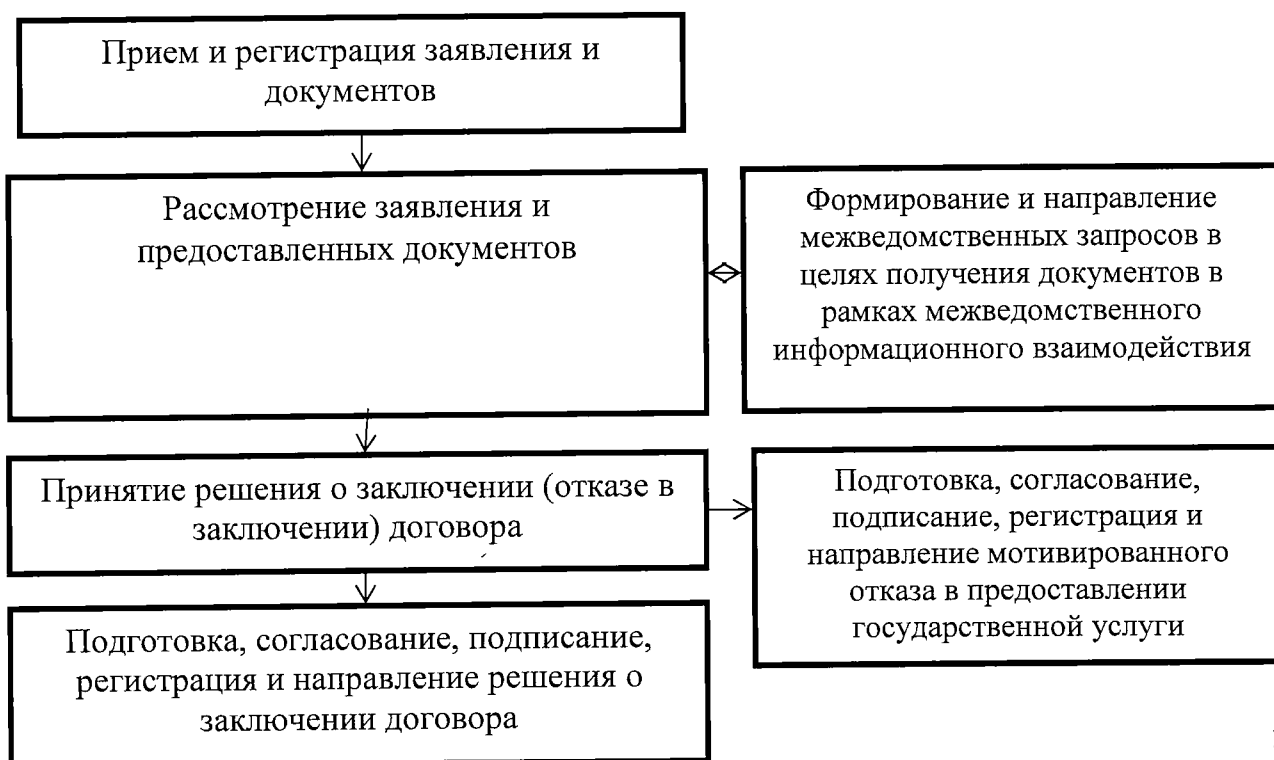 Прием и регистрация заявления и
документов
Рассмотрение заявления и
предоставленных документов
Формирование и направление
межведомственных запросов в
целях получения документов в
рамках межведомственного
информационного взаимодействия
Принятие решения о заключении (отказе в
заключении) договора
Подготовка, согласование,
подписание, регистрация и
направление мотивированного
отказа в предоставлении
государственной услуги
Подготовка, согласование, подписание,
регистрация и направление решения о
заключении договора